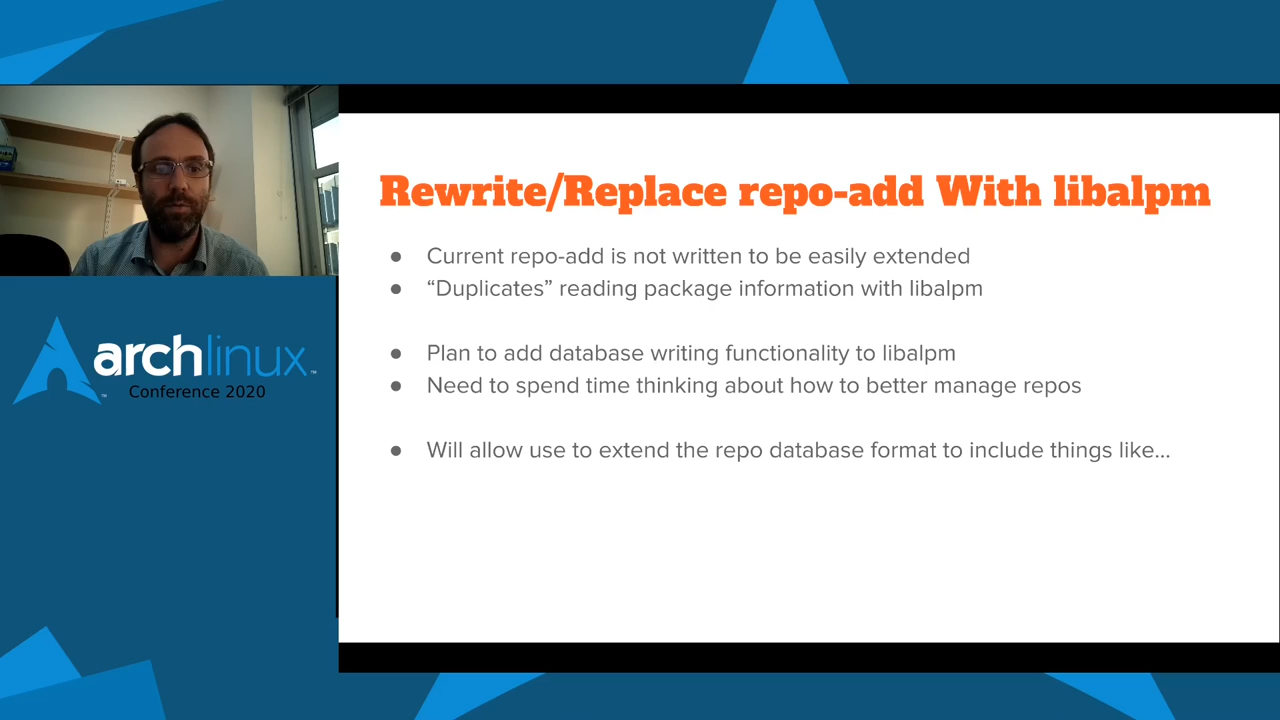 Rewrite/Replace repo-add With libalpm
● Current repo-add is not written to be easily extended
● “Duplicates” reading package information with libalpm
● Plan to add database writing functionality to libalpm
● Need to spend time thinking about how to better manage repos
● Will allow use to extend the repo database format to include things like...
archlinux™
Conference 2020